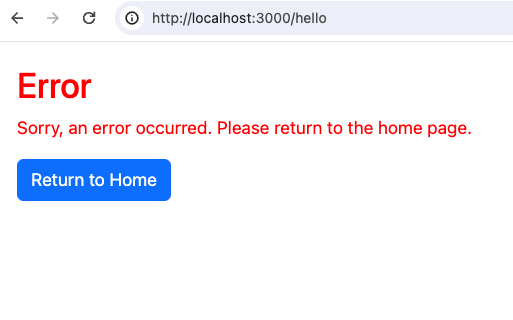 http://localhost:3000/hello
Error
Sorry, an error occurred. Please return to the home page.
Return to Home